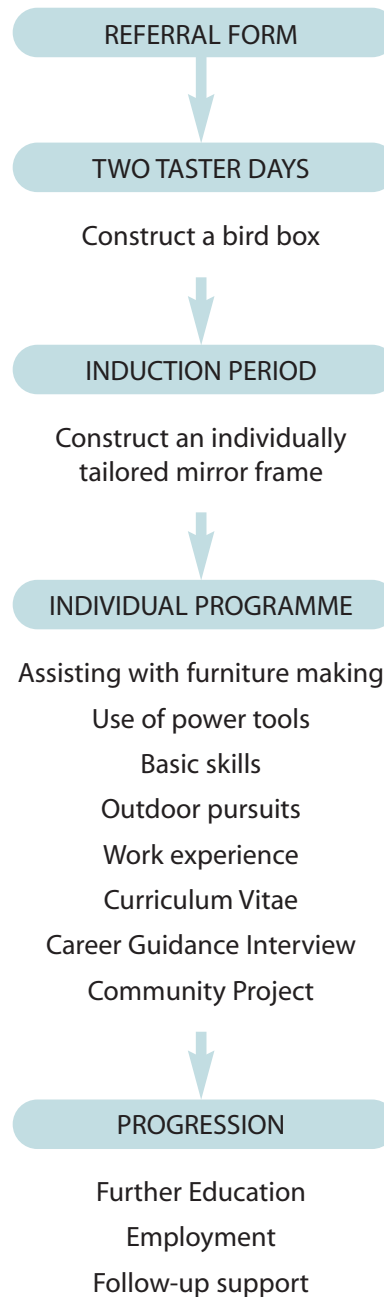 REFERRAL FORM
TWO TASTER DAYS
Construct a bird box
INDUCTION PERIOD
Construct an individually
tailored mirror frame
INDIVIDUAL PROGRAMME
Assisting with furniture making
Use of power tools
Basic skills
Outdoor pursuits
Work experience
Curriculum Vitae
Career Guidance Interview
Community Project
PROGRESSION
Further Education
Employment
Follow-up support